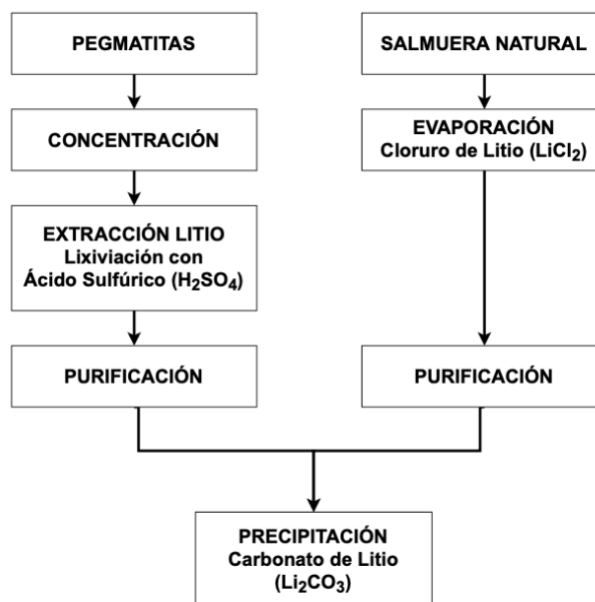 PEGMATITAS
SALMUERA NATURAL
CONCENTRACIÓN
EVAPORACIÓN
Cloruro de Litio (LiCl₂)
EXTRACCIÓN LITIO
Lixiviación con
Ácido Sulfúrico (H₂SO₄)
PURIFICACIÓN
PURIFICACIÓN
PRECIPITACIÓN
Carbonato de Litio
(Li₂CO₃)